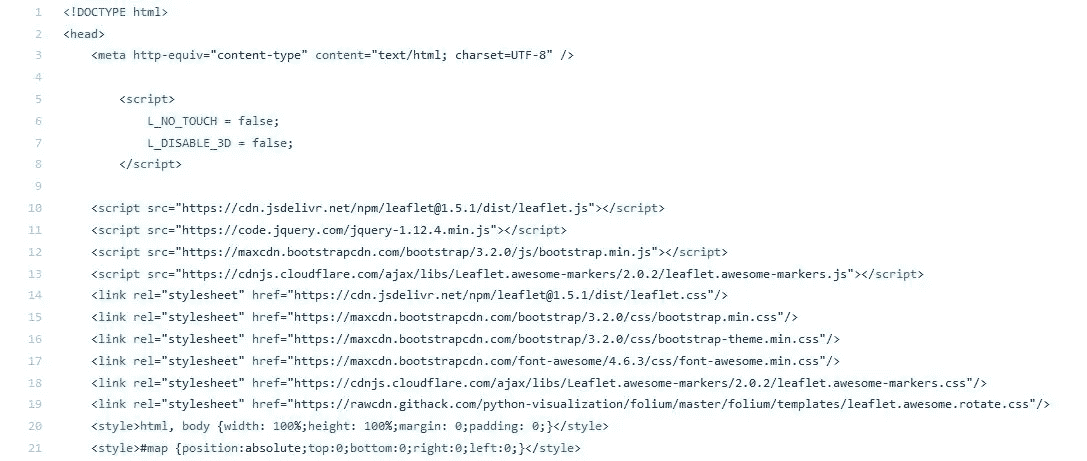 1 <!DOCTYPE html>
2 <head>
3 <meta http-equiv="content-type" content="text/html; charset=UTF-8" />
4
5 <script>
6 L_NO_TOUCH = false;
7 L_DISABLE_3D = false;
8 </script>
9
10 <script src="https://cdn.jsdelivr.net/npm/leaflet@1.5.1/dist/leaflet.js"></script>
11 <script src="https://code.jquery.com/jquery-1.12.4.min.js"></script>
12 <script src="https://maxcdn.bootstrapcdn.com/bootstrap/3.2.0/js/bootstrap.min.js"></script>
13 <script src="https://cdnjs.cloudflare.com/ajax/libs/Leaflet.awesome-markers/2.0.2/leaflet.awesome-markers.js"></script>
14 <link rel="stylesheet" href="https://cdn.jsdelivr.net/npm/leaflet@1.5.1/dist/leaflet.css"/>
15 <link rel="stylesheet" href="https://maxcdn.bootstrapcdn.com/bootstrap/3.2.0/css/bootstrap.min.css"/>
16 <link rel="stylesheet" href="https://maxcdn.bootstrapcdn.com/bootstrap/3.2.0/css/bootstrap-theme.min.css"/>
17 <link rel="stylesheet" href="https://maxcdn.bootstrapcdn.com/font-awesome/4.6.3/css/font-awesome.min.css"/>
18 <link rel="stylesheet" href="https://cdnjs.cloudflare.com/ajax/libs/Leaflet.awesome-markers/2.0.2/leaflet.awesome-markers.css"/>
19 <link rel="stylesheet" href="https://rawcdn.githack.com/python-visualization/folium/master/folium/templates/leaflet.awesome.rotate.css"/>
20 <style>html, body {width: 100%;height: 100%;margin: 0;padding: 0;}</style>
21 <style>#map {position:absolute;top:0;bottom:0;right:0;left:0;}</style>